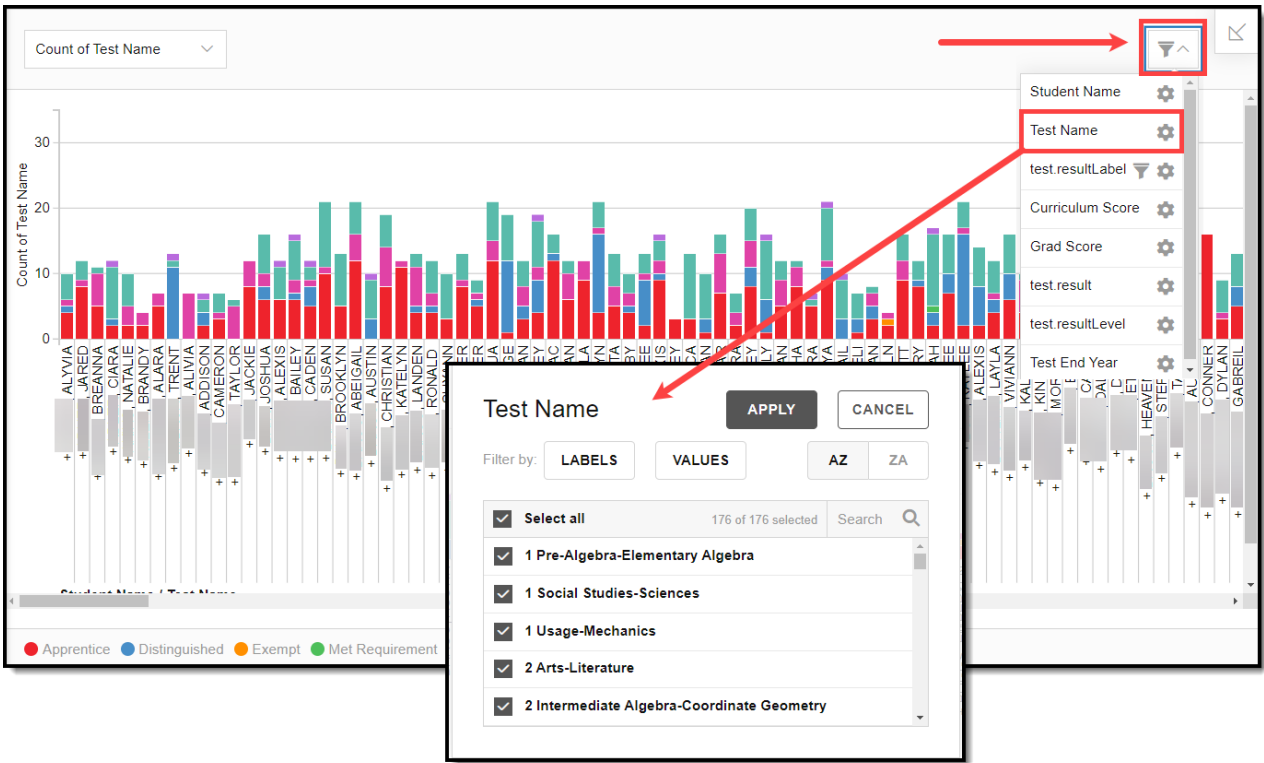 Count of Test Name
Student Name
Test Name
test.resultLabel
Curriculum Score
Grad Score
test.result
test.resultLevel
Test End Year
Count of Test Name
30
20
10
0
ALYVIA
JARED
BREANNA
CIARA
NATALIE
BRANDY
ALARA
TRENT
ALIVIA
ADDISON
CAMERON
TAYLOR
JACKIE
JOSHUA
ALEXIS
BAILEY
CADEN
SUSAN
BROOKLYN
ABEIGAIL
AUSTIN
CHRISTIAN
KATELYN
LANDEN
RONALD
ALEXIS
LAYLA
VIVIANN
CONNER
DYLAN
GABREIL
Test Name
APPLY
CANCEL
Filter by:
LABELS
VALUES
AZ
ZA
Select all
176 of 176 selected
Search
1 Pre-Algebra-Elementary Algebra
1 Social Studies-Sciences
1 Usage-Mechanics
2 Arts-Literature
2 Intermediate Algebra-Coordinate Geometry
Student Name / Test Name
Apprentice
Distinguished
Exempt
Met Requirement